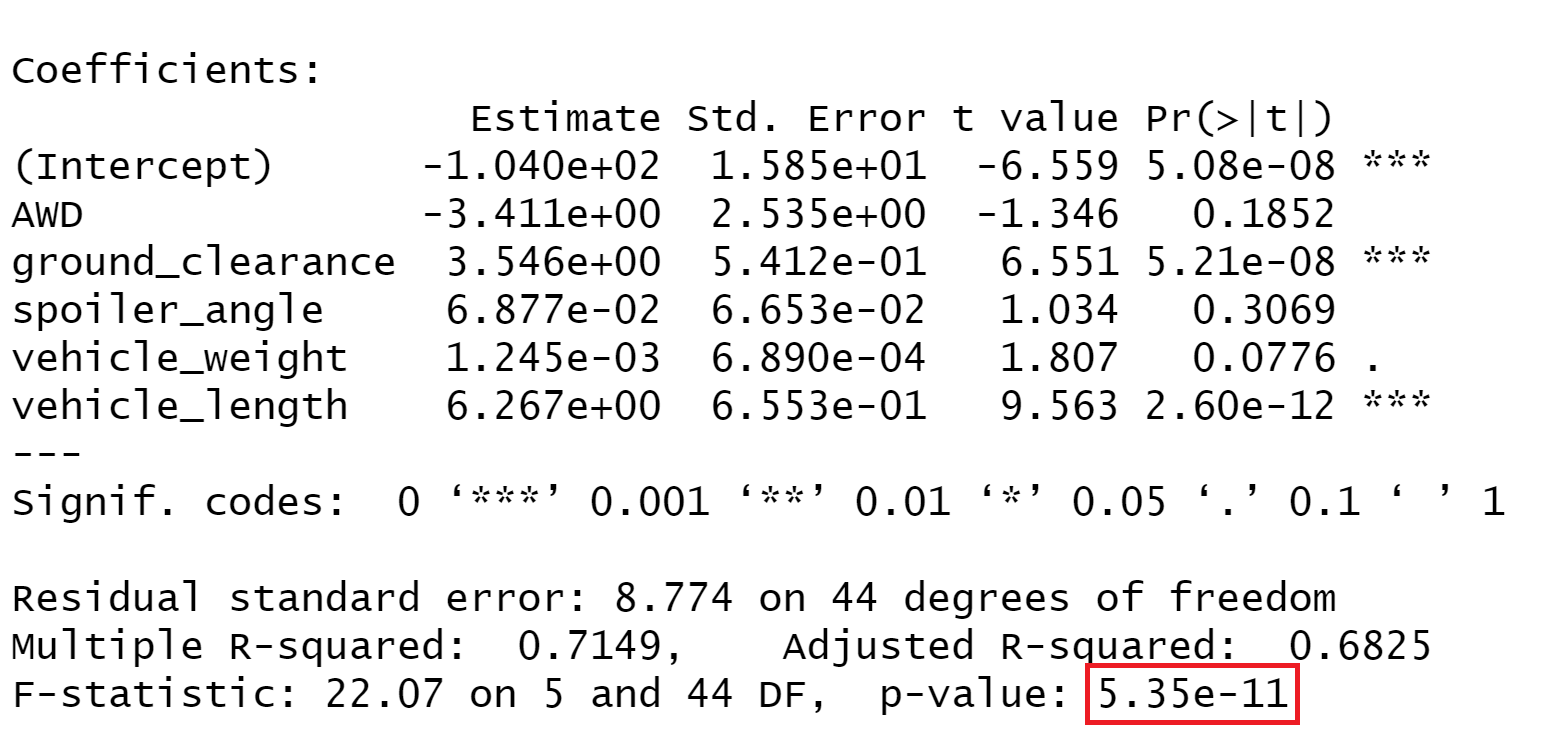 Coefficients:
Estimate Std. Error t value Pr(>|t|)
(Intercept) -1.040e+02 1.585e+01 -6.559 5.08e-08 ***
AWD -3.411e+00 2.535e+00 -1.346 0.1852
ground_clearance 3.546e+00 5.412e-01 6.551 5.21e-08 ***
spoiler_angle 6.877e-02 6.653e-02 1.034 0.3069
vehicle_weight 1.245e-03 6.890e-04 1.807 0.0776 .
vehicle_length 6.267e+00 6.553e-01 9.563 2.60e-12 ***
---
Signif. codes: 0 ‘***’ 0.001 ‘**’ 0.01 ‘*’ 0.05 ‘.’ 0.1 ‘ ’ 1
Residual standard error: 8.774 on 44 degrees of freedom
Multiple R-squared: 0.7149, Adjusted R-squared: 0.6825
F-statistic: 22.07 on 5 and 44 DF, p-value: 5.35e-11